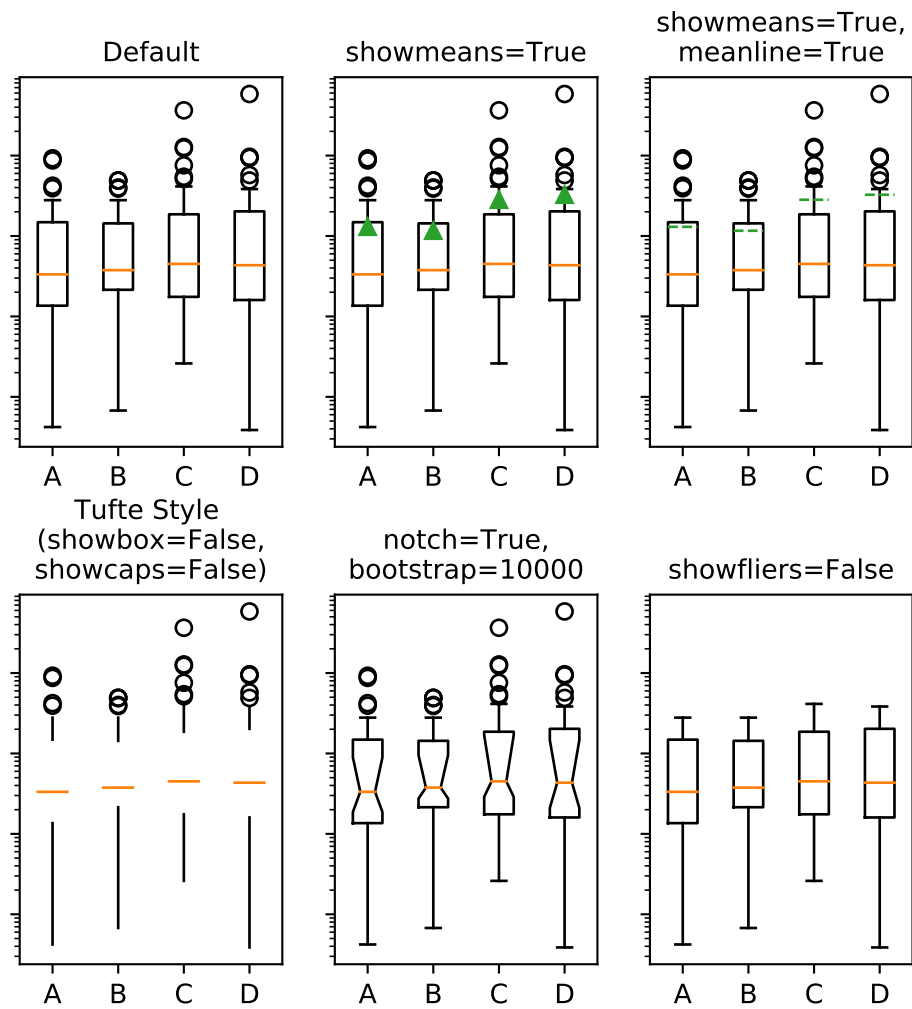 Default
showmeans=True
showmeans=True,
meanline=True
A B C D
A B C D
A B C D
Tufte Style
(showbox=False,
showcaps=False)
notch=True,
bootstrap=10000
showfliers=False
A B C D
A B C D
A B C D